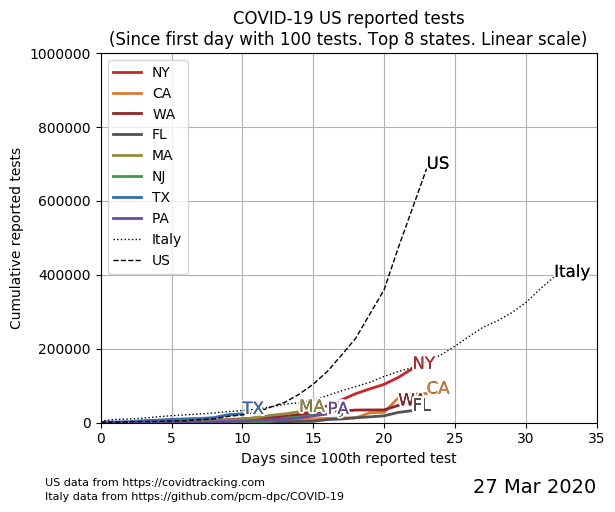 COVID-19 US reported tests
(Since first day with 100 tests. Top 8 states. Linear scale)
1000000
800000
600000
400000
200000
0
Cumulative reported tests
NY
CA
WA
FL
MA
NJ
TX
PA
Italy
US
US
Italy
NY
CA
WA
FL
TX
MA
PA
0 5 10 15 20 25 30 35
Days since 100th reported test
US data from https://covidtracking.com
Italy data from https://github.com/pcm-dpc/COVID-19
27 Mar 2020